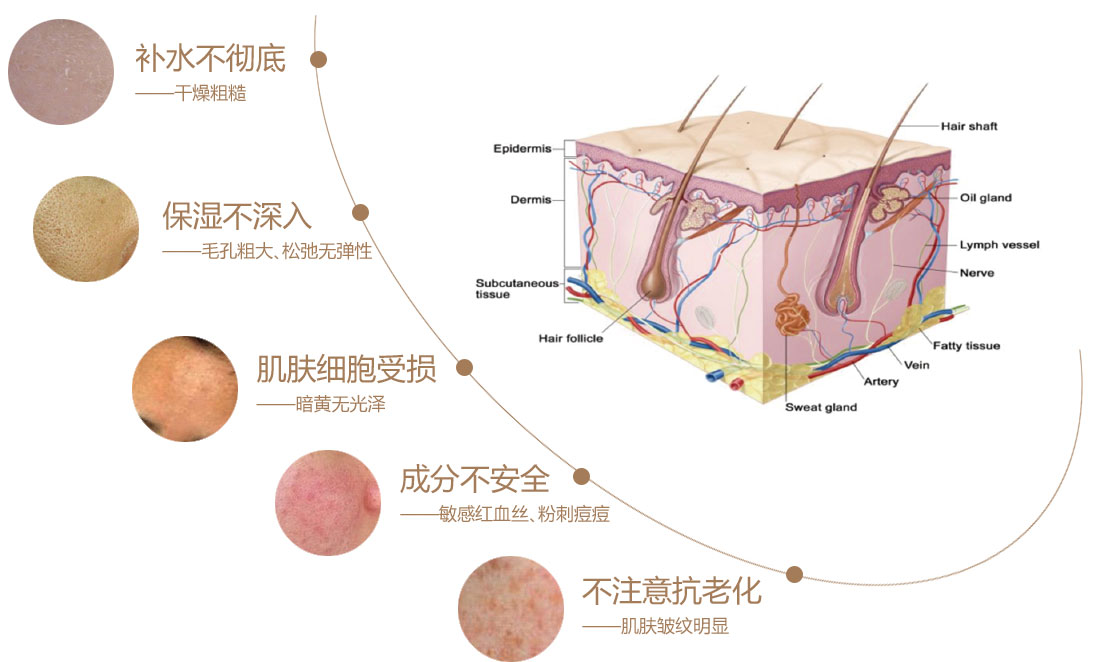 补水不彻底
——干燥粗糙
保湿不深入
——毛孔粗大、松弛无弹性
肌肤细胞受损
——暗黄无光泽
成分不安全
——敏感红血丝、粉刺痘痘
不注意抗老化
——肌肤皱纹明显
Epidermis
Dermis
Subcutaneous
tissue
Hair follicle
Hair shaft
Oil gland
Lymph vessel
Nerve
Fatty tissue
Vein
Artery
Sweat gland